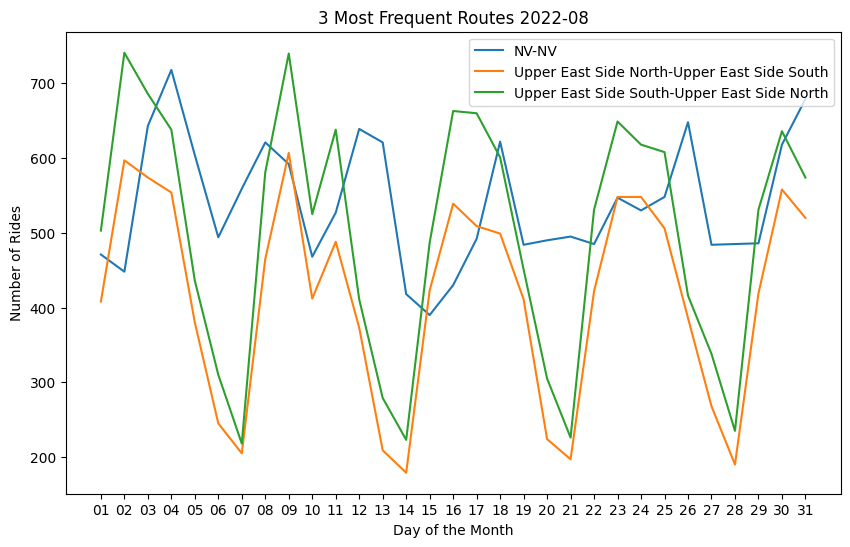 3 Most Frequent Routes 2022-08
NV-NV
Upper East Side North-Upper East Side South
Upper East Side South-Upper East Side North
Number of Rides
700
600
500
400
300
200
01 02 03 04 05 06 07 08 09 10 11 12 13 14 15 16 17 18 19 20 21 22 23 24 25 26 27 28 29 30 31
Day of the Month